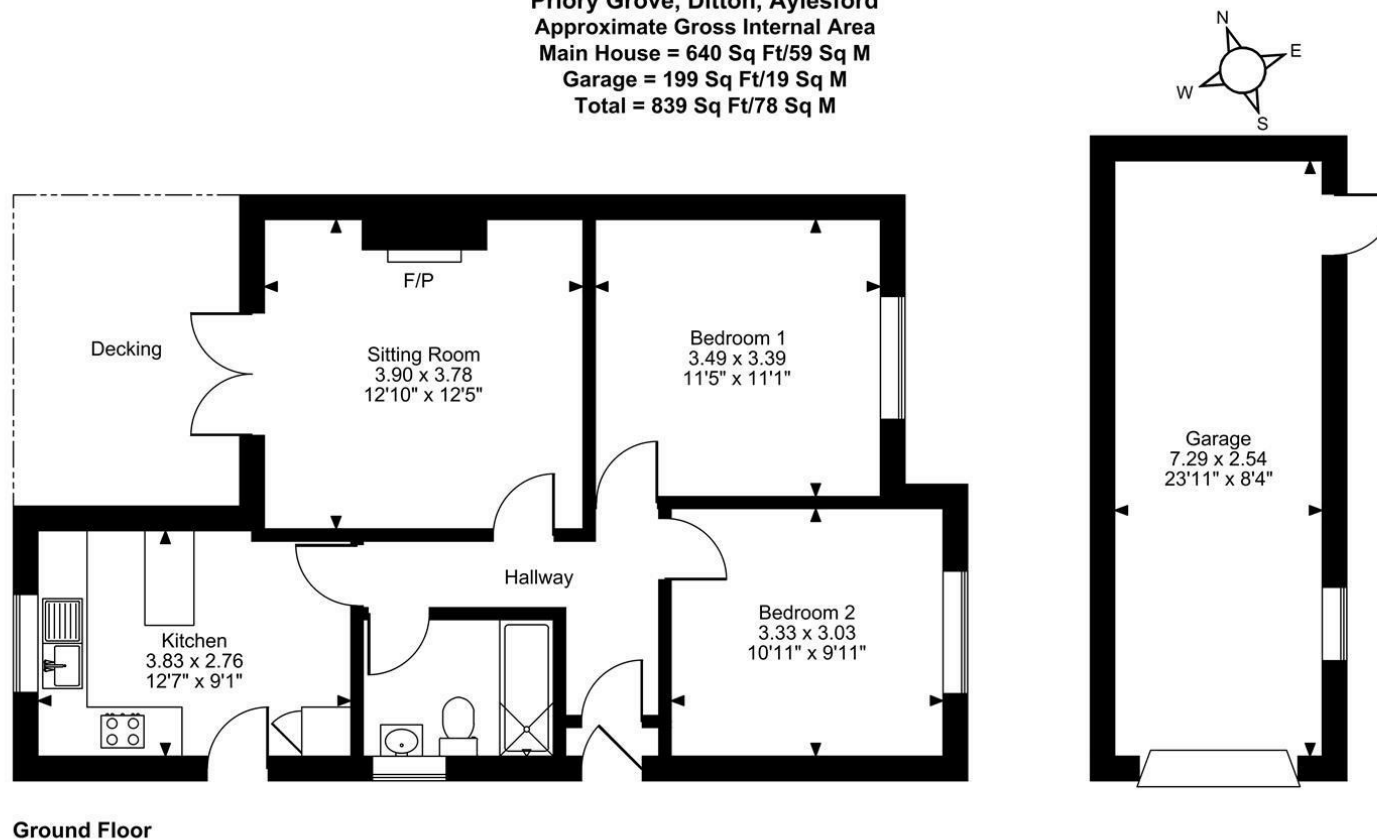 Priory Grove, Ditton, Aylesford
Approximate Gross Internal Area
Main House = 640 Sq Ft/59 Sq M
Garage = 199 Sq Ft/19 Sq M
Total = 839 Sq Ft/78 Sq M
N
E
W
S
F/P
Decking
Sitting Room
3.90 x 3.78
12'10" x 12'5"
Bedroom 1
3.49 x 3.39
11'5" x 11'1"
Garage
7.29 x 2.54
23'11" x 8'4"
Hallway
Kitchen
3.83 x 2.76
12'7" x 9'1"
Bedroom 2
3.33 x 3.03
10'11" x 9'11"
Ground Floor